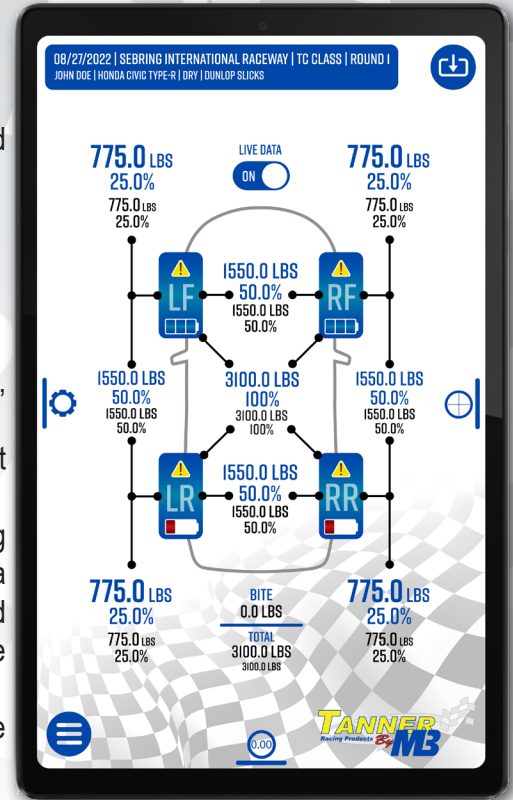 08/27/2022 | SEBRING INTERNATIONAL RACEWAY | TC CLASS | ROUND 1
JOHN DOE | HONDA CIVIC TYPE-R | DRY | DUNLOP SLICKS
775.0 LBS
25.0%
775.0 LBS
25.0%
LIVE DATA
ON
775.0 LBS
25.0%
775.0 LBS
25.0%
LF
1550.0 LBS
50.0%
1550.0 LBS
50.0%
RF
1550.0 LBS
50.0%
1550.0 LBS
50.0%
3100.0 LBS
100%
3100.0 LBS
100%
1550.0 LBS
50.0%
1550.0 LBS
50.0%
LR
1550.0 LBS
50.0%
1550.0 LBS
50.0%
RR
775.0 LBS
25.0%
775.0 LBS
25.0%
BITE
0.0 LBS
TOTAL
3100.0 LBS
3100.0 LBS
775.0 LBS
25.0%
775.0 LBS
25.0%
0.00
TANNER
Racing Products By MB